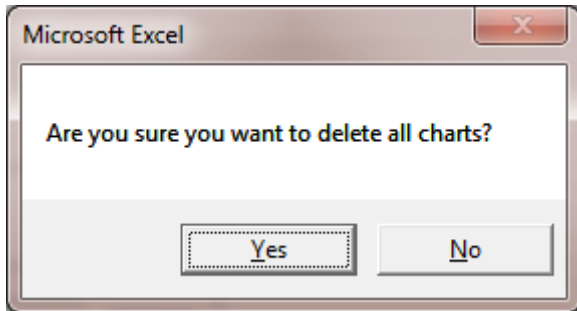 Microsoft Excel
Are you sure you want to delete all charts?
Yes No